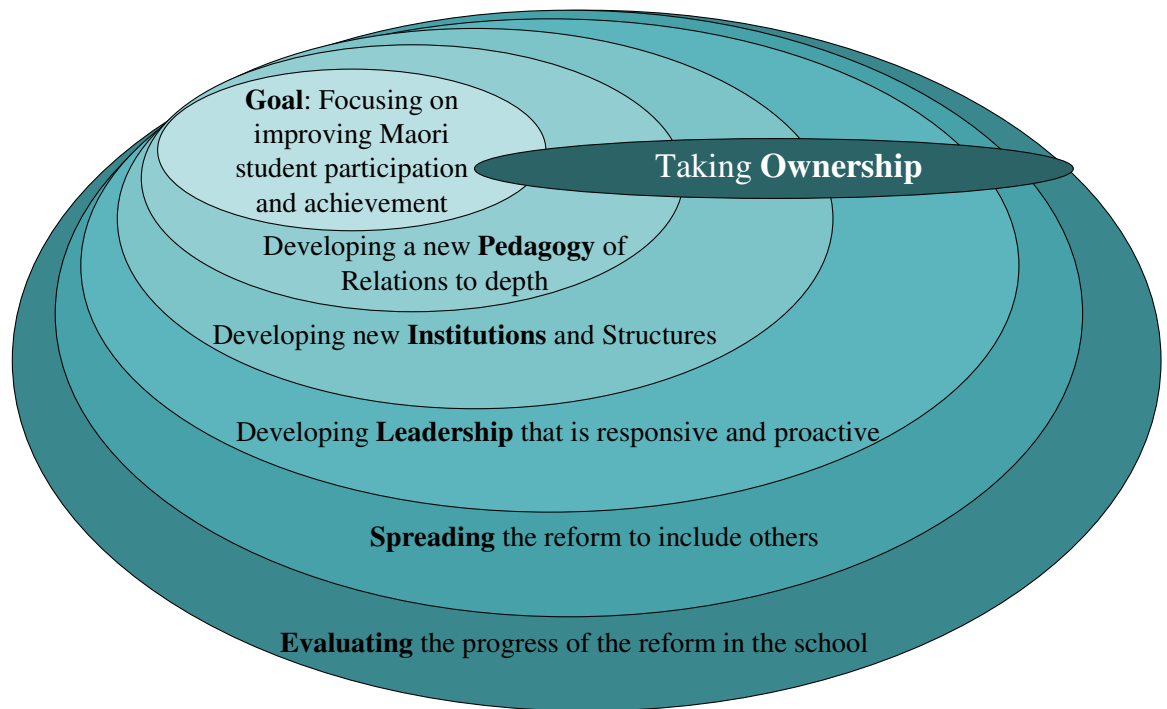 Goal: Focusing on
improving Maori
student participation
and achievement
Taking Ownership
Developing a new Pedagogy of
Relations to depth
Developing new Institutions and Structures
Developing Leadership that is responsive and proactive
Spreading the reform to include others
Evaluating the progress of the reform in the school